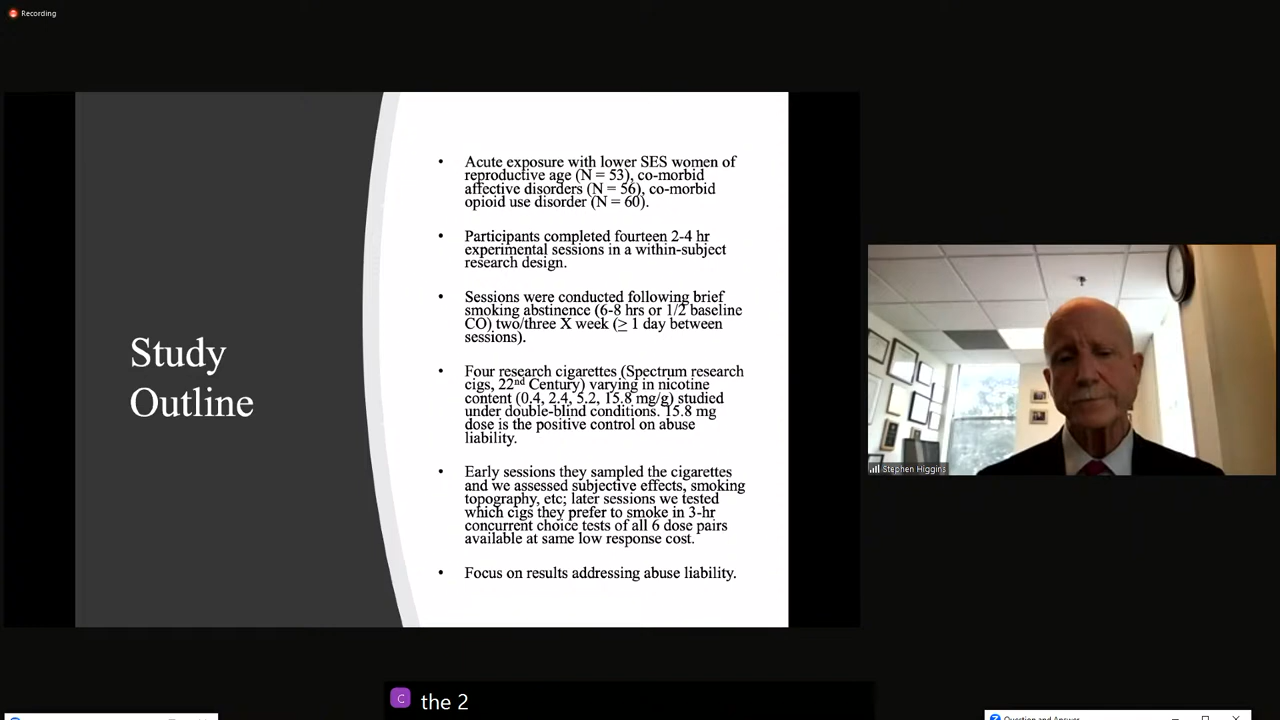 Recording
Study
Outline
• Acute exposure with lower SES women of
reproductive age (N = 53), co-morbid
affective disorders (N = 56), co-morbid
opioid use disorder (N = 60).
• Participants completed fourteen 2-4 hr
experimental sessions in a within-subject
research design.
• Sessions were conducted following brief
smoking abstinence (6-8 hrs or 1/2 baseline
CO) two/three X week (≥ 1 day between
sessions).
• Four research cigarettes (Spectrum research
cigs, 22nd Century) varying in nicotine
content (0.4, 2.4, 5.2, 15.8 mg/g) studied
under double-blind conditions. 15.8 mg
dose is the positive control on abuse
liability.
• Early sessions they sampled the cigarettes
and we assessed subjective effects, smoking
topography, etc; later sessions we tested
which cigs they prefer to smoke in 3-hr
concurrent choice tests of all 6 dose pairs
available at same low response cost.
• Focus on results addressing abuse liability.
Stephen Higgins
C the 2
Question and Answer